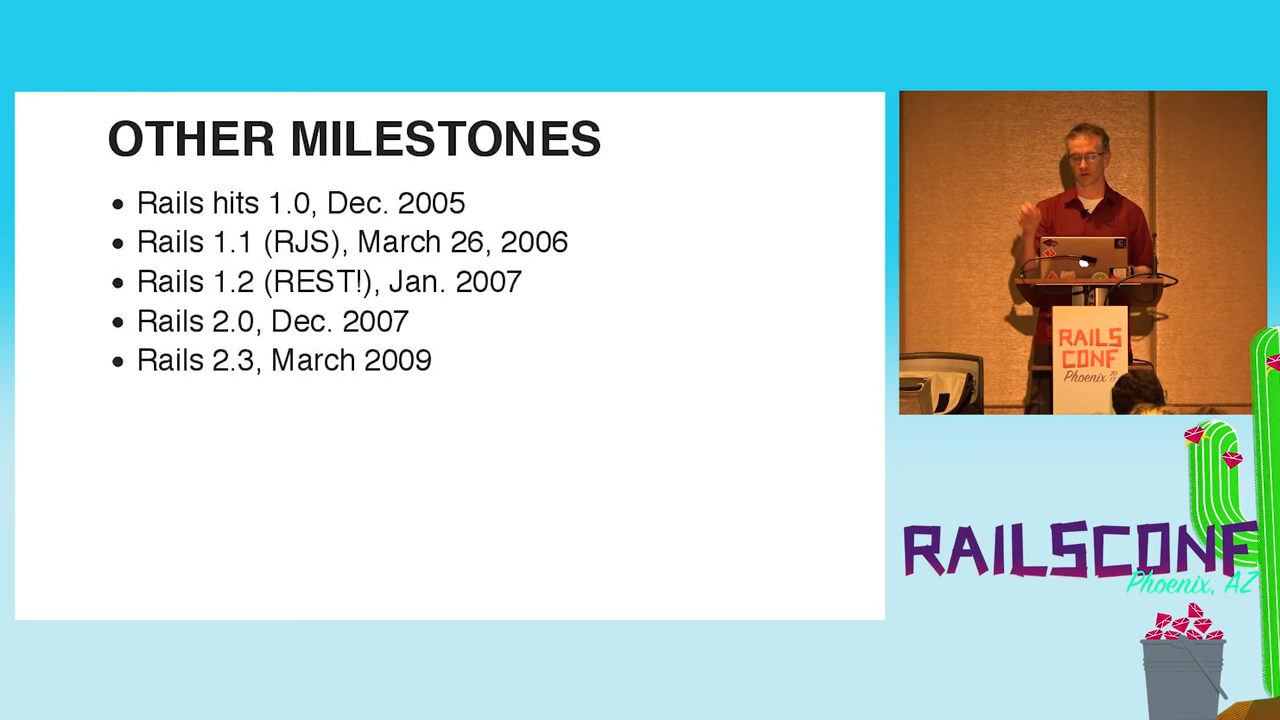 OTHER MILESTONES
• Rails hits 1.0, Dec. 2005
• Rails 1.1 (RJS), March 26, 2006
• Rails 1.2 (REST!), Jan. 2007
• Rails 2.0, Dec. 2007
• Rails 2.3, March 2009
RAILS
CONF
Phoenix 2017
RAILSCONF
Phoenix, AZ